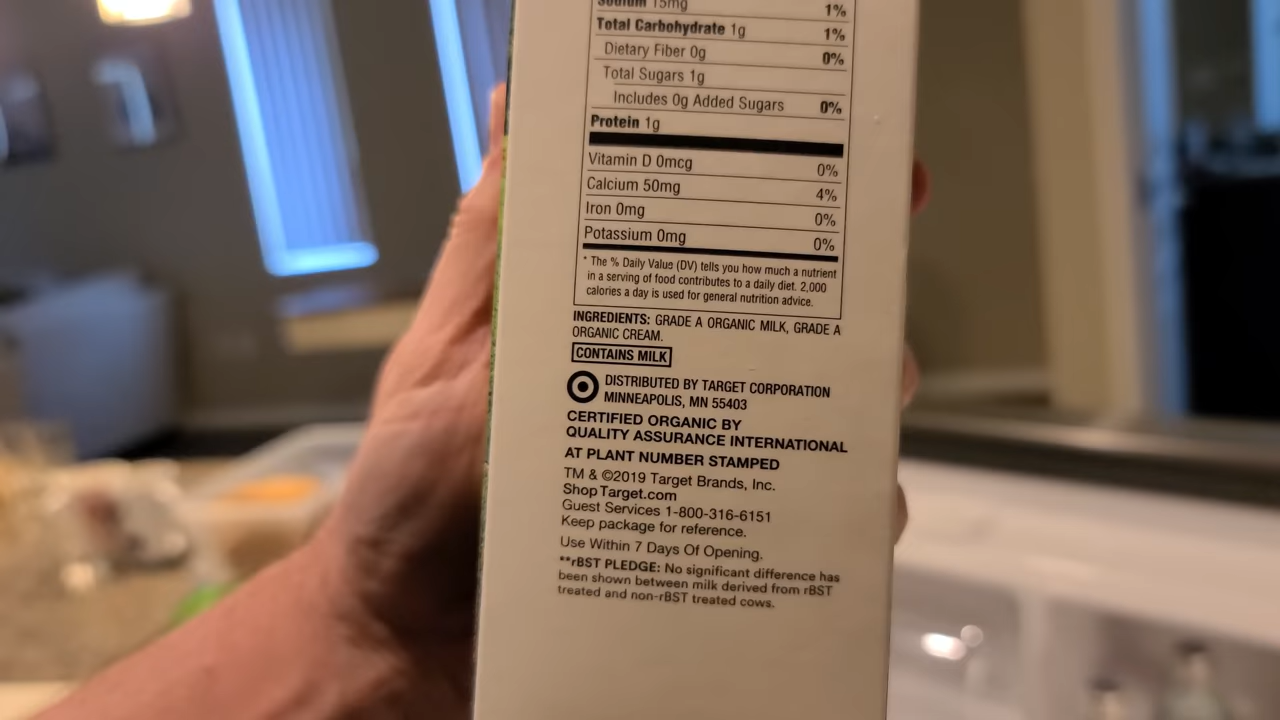 Sodium 15mg 1%
Total Carbohydrate 1g 1%
Dietary Fiber 0g 0%
Total Sugars 1g
Includes 0g Added Sugars 0%
Protein 1g
Vitamin D 0mcg 0%
Calcium 50mg 4%
Iron 0mg 0%
Potassium 0mg 0%
* The % Daily Value (DV) tells you how much a nutrient
in a serving of food contributes to a daily diet. 2,000
calories a day is used for general nutrition advice.
INGREDIENTS: GRADE A ORGANIC MILK, GRADE A
ORGANIC CREAM.
CONTAINS MILK
DISTRIBUTED BY TARGET CORPORATION
MINNEAPOLIS, MN 55403
CERTIFIED ORGANIC BY
QUALITY ASSURANCE INTERNATIONAL
AT PLANT NUMBER STAMPED
TM & ©2019 Target Brands, Inc.
ShopTarget.com
Guest Services 1-800-316-6151
Keep package for reference.
Use Within 7 Days Of Opening.
**rBST PLEDGE: No significant difference has
been shown between milk derived from rBST
treated and non-rBST treated cows.